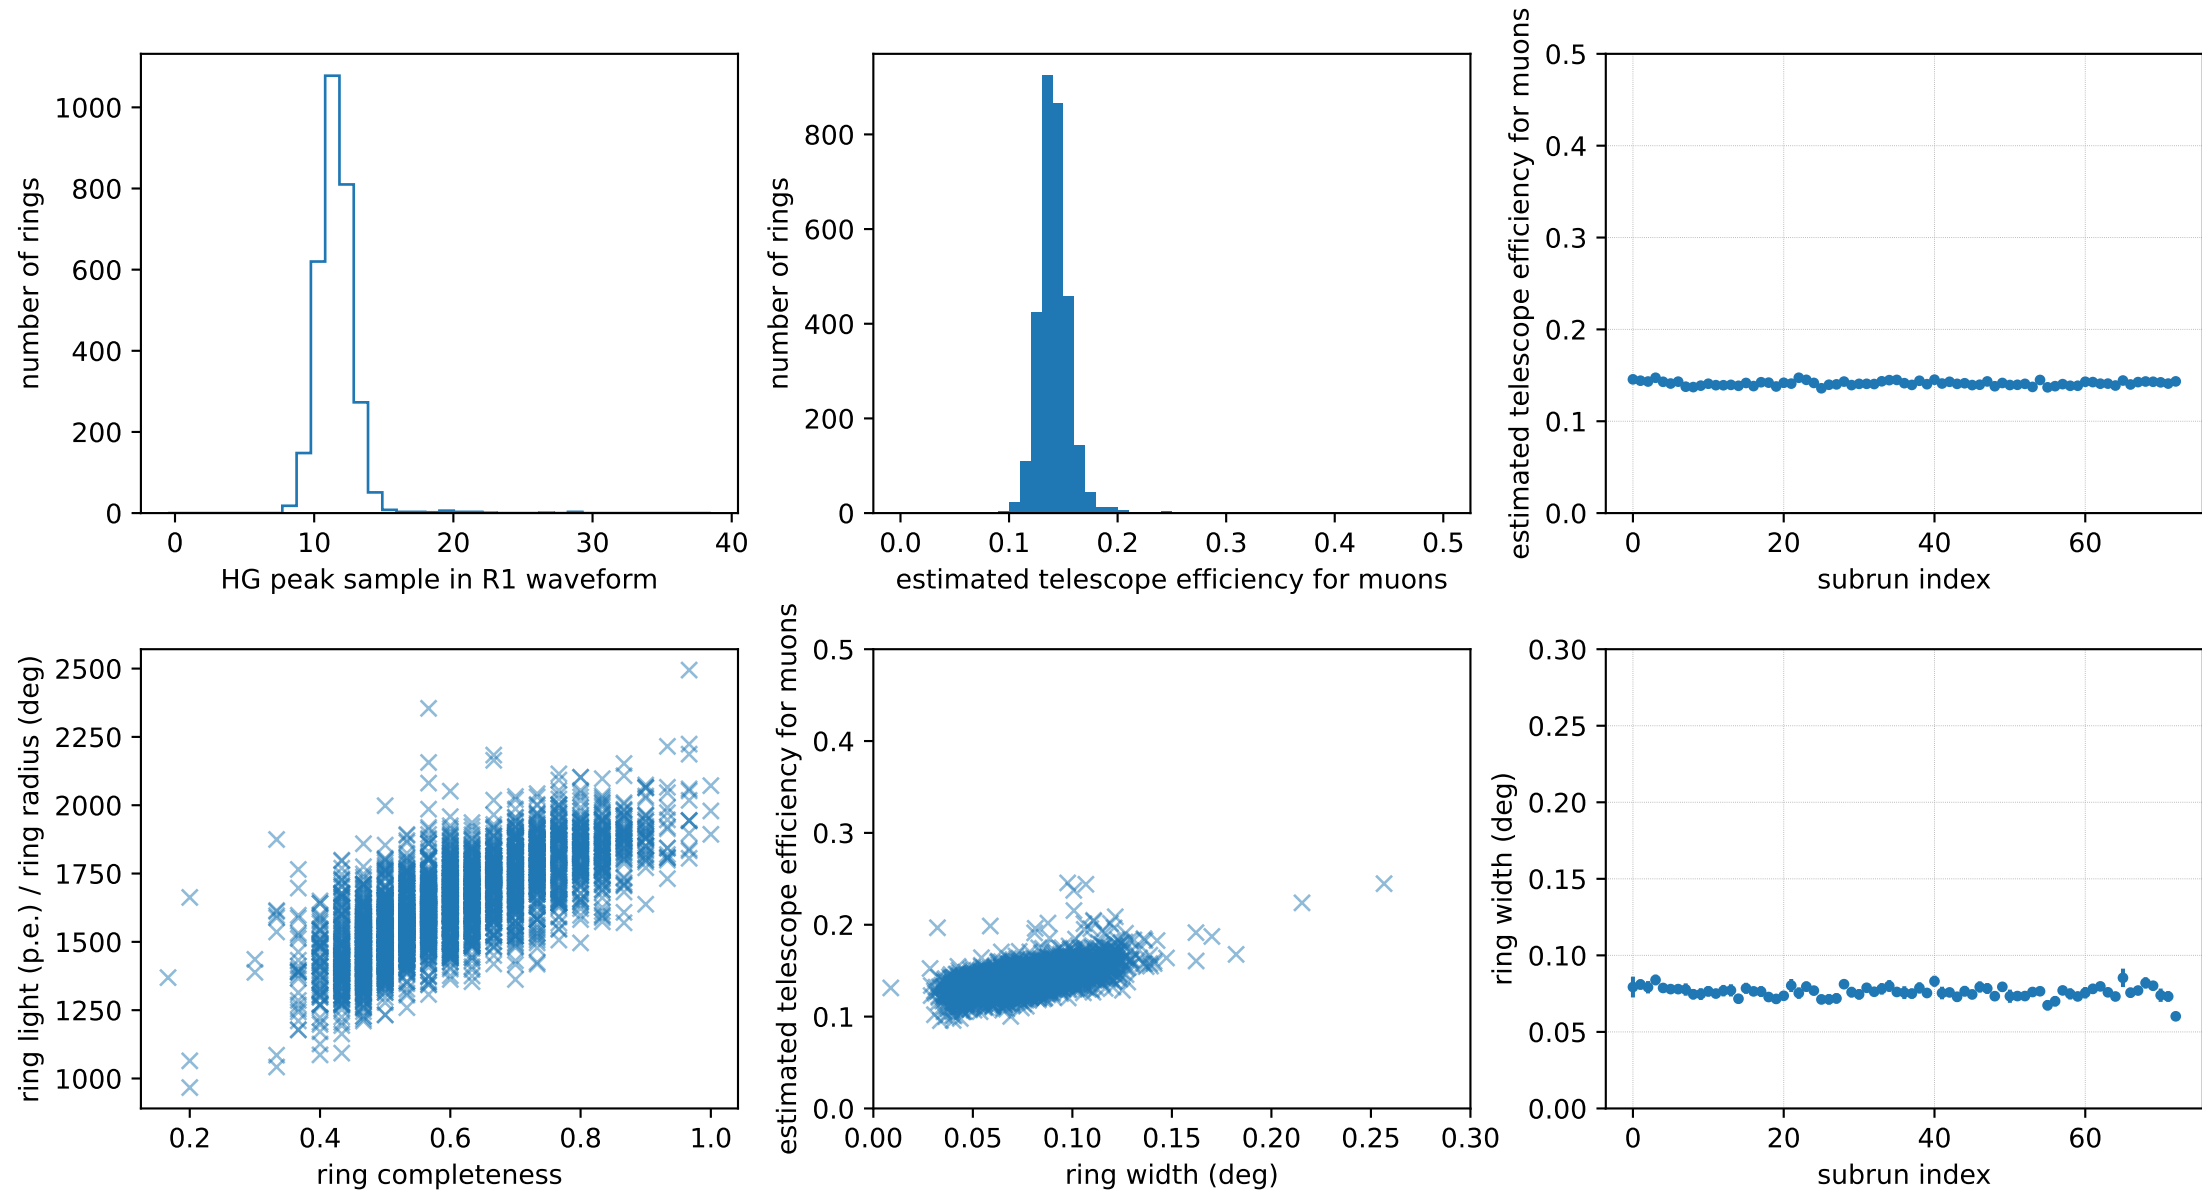 number of rings
1000
800
600
400
200
0
0 10 20 30 40
HG peak sample in R1 waveform
number of rings
800
600
400
200
0
0.0 0.1 0.2 0.3 0.4 0.5
estimated telescope efficiency for muons
estimated telescope efficiency for muons
0.5
0.4
0.3
0.2
0.1
0.0
0 20 40 60
subrun index
ring light (p.e.) / ring radius (deg)
2500
2250
2000
1750
1500
1250
1000
0.2 0.4 0.6 0.8 1.0
ring completeness
estimated telescope efficiency for muons
0.5
0.4
0.3
0.2
0.1
0.0
0.00 0.05 0.10 0.15 0.20 0.25 0.30
ring width (deg)
ring width (deg)
0.30
0.25
0.20
0.15
0.10
0.05
0.00
0 20 40 60
subrun index